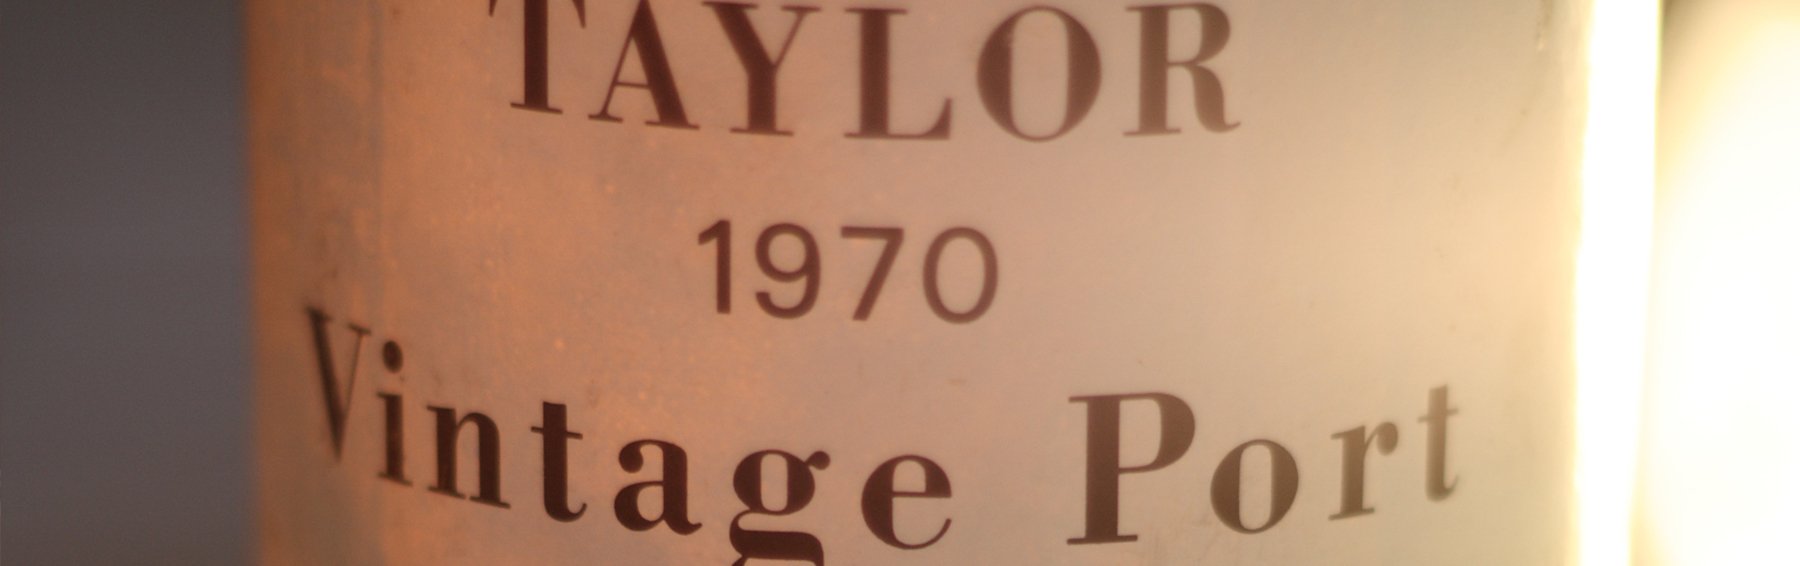 TAYLOR
1970
Vintage Port